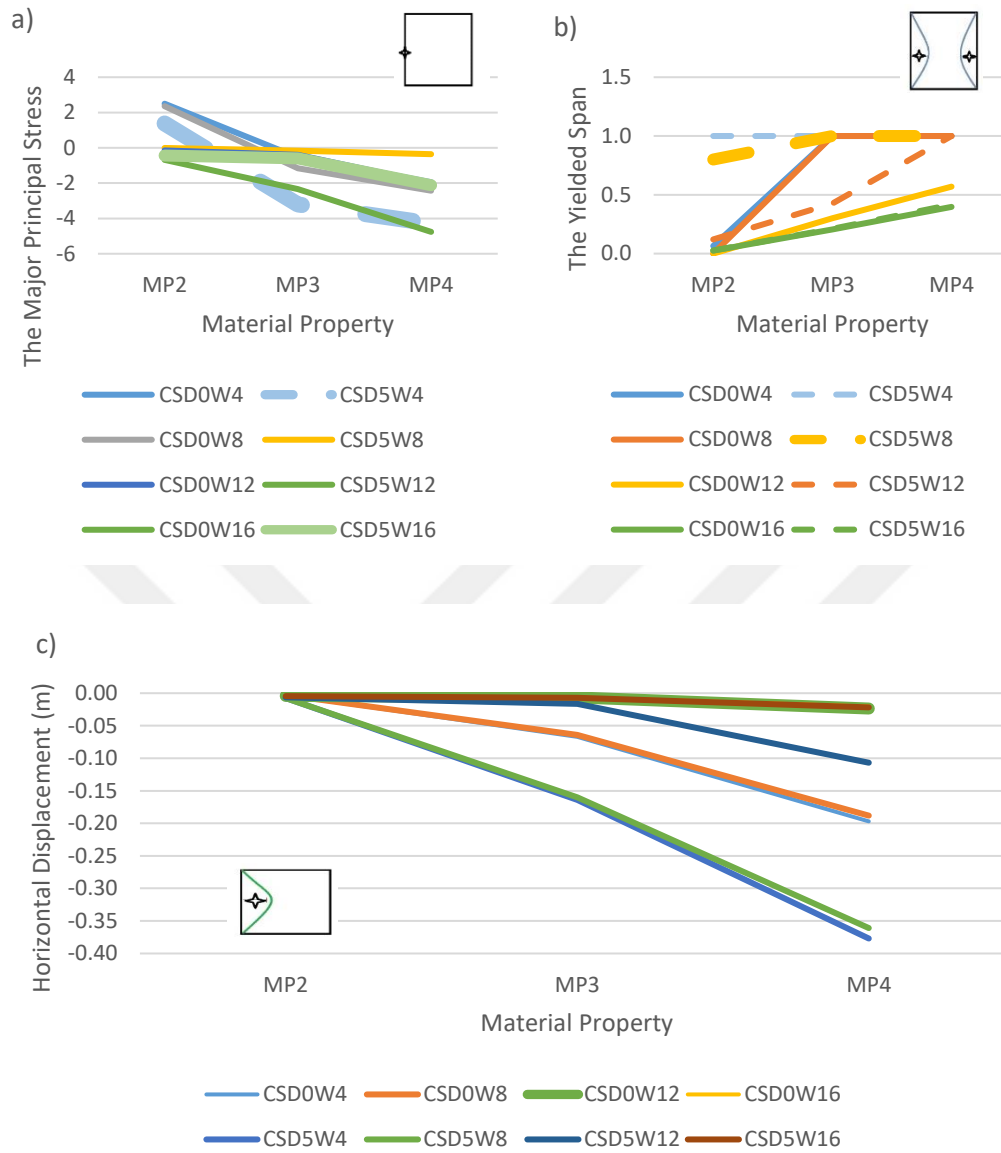 a)
The Major Principal Stress
4
2
0
-2
-4
-6
MP2 MP3 MP4
Material Property
CSD0W4 CSD5W4
CSD0W8 CSD5W8
CSD0W12 CSD5W12
CSD0W16 CSD5W16
b)
The Yielded Span
1.5
1.0
0.5
0.0
MP2 MP3 MP4
Material Property
CSD0W4 CSD5W4
CSD0W8 CSD5W8
CSD0W12 CSD5W12
CSD0W16 CSD5W16
c)
Horizontal Displacement (m)
0.00
-0.05
-0.10
-0.15
-0.20
-0.25
-0.30
-0.35
-0.40
MP2 MP3 MP4
Material Property
CSD0W4 CSD0W8 CSD0W12 CSD0W16
CSD5W4 CSD5W8 CSD5W12 CSD5W16